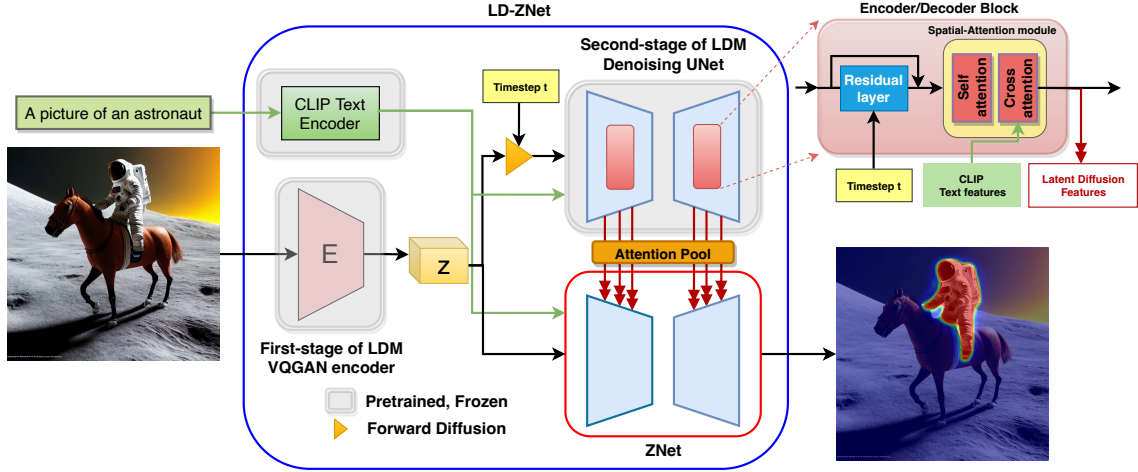 LD-ZNet
Encoder/Decoder Block
Spatial-Attention module
Self
attention
Cross
attention
Residual
layer
Timestep t
CLIP
Text features
Latent Diffusion
Features
Second-stage of LDM
Denoising UNet
Timestep t
A picture of an astronaut
CLIP Text
Encoder
E
Z
Attention Pool
First-stage of LDM
VQGAN encoder
Pretrained, Frozen
Forward Diffusion
ZNet